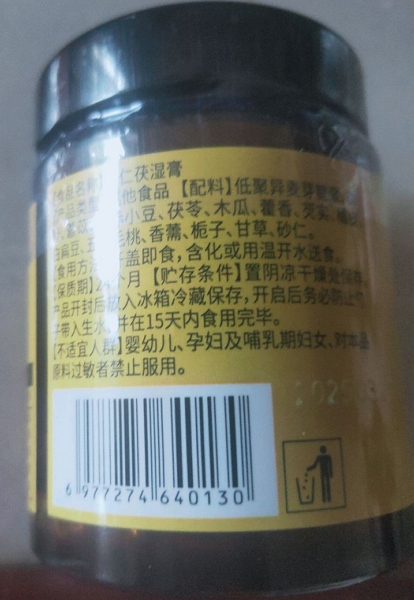 仁茯湿膏
他食品 【配料】低聚异麦芽
小豆、茯苓、木瓜、藿香、芡实、
扁豆、 毛桃、香薷、栀子、甘草、砂仁。
食用方 开盖即食,含化或用温开水送食。
【保质期】2 个月 【贮存条件】置阴凉干燥处保存
产品开封后放入冰箱冷藏保存,开启后务必防止
带入生水,并在15天内食用完毕。
【不适宜人群】婴幼儿、孕妇及哺乳期妇女、对本品
原料过敏者禁止服用。
6 977274 640130